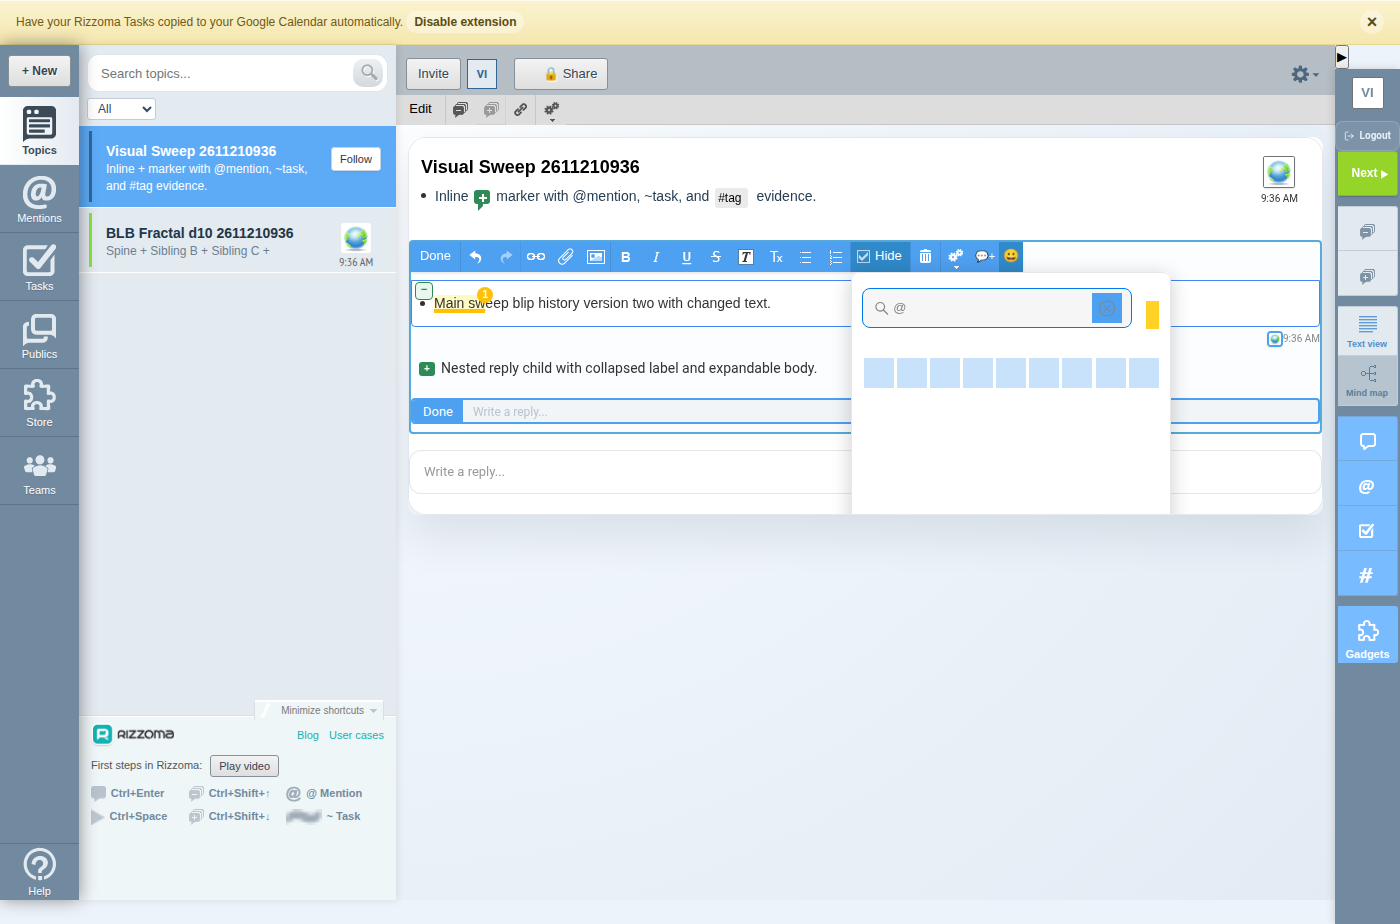 Have your Rizzoma Tasks copied to your Google Calendar automatically. Disable extension ✕
+ New
Topics
Mentions
Tasks
Publics
Store
Teams
Help
Search topics...
All
Visual Sweep 2611210936
Inline + marker with @mention, ~task,
and #tag evidence.
Follow
BLB Fractal d10 2611210936
Spine + Sibling B + Sibling C +
9:36 AM
Minimize shortcuts
RIZZOMA
Blog User cases
First steps in Rizzoma: Play video
Ctrl+Enter Ctrl+Shift+↑ @ Mention
Ctrl+Space Ctrl+Shift+↓ ~ Task
Invite VI Share
Edit
Visual Sweep 2611210936
• Inline + marker with @mention, ~task, and #tag evidence.
9:36 AM
Done B I U S T Tx Hide
1
• Main sweep blip history version two with changed text.
9:36 AM
+ Nested reply child with collapsed label and expandable body.
Done Write a reply...
Write a reply...
@
VI
Logout
Next ▶
Text view
Mind map
@
#
Gadgets